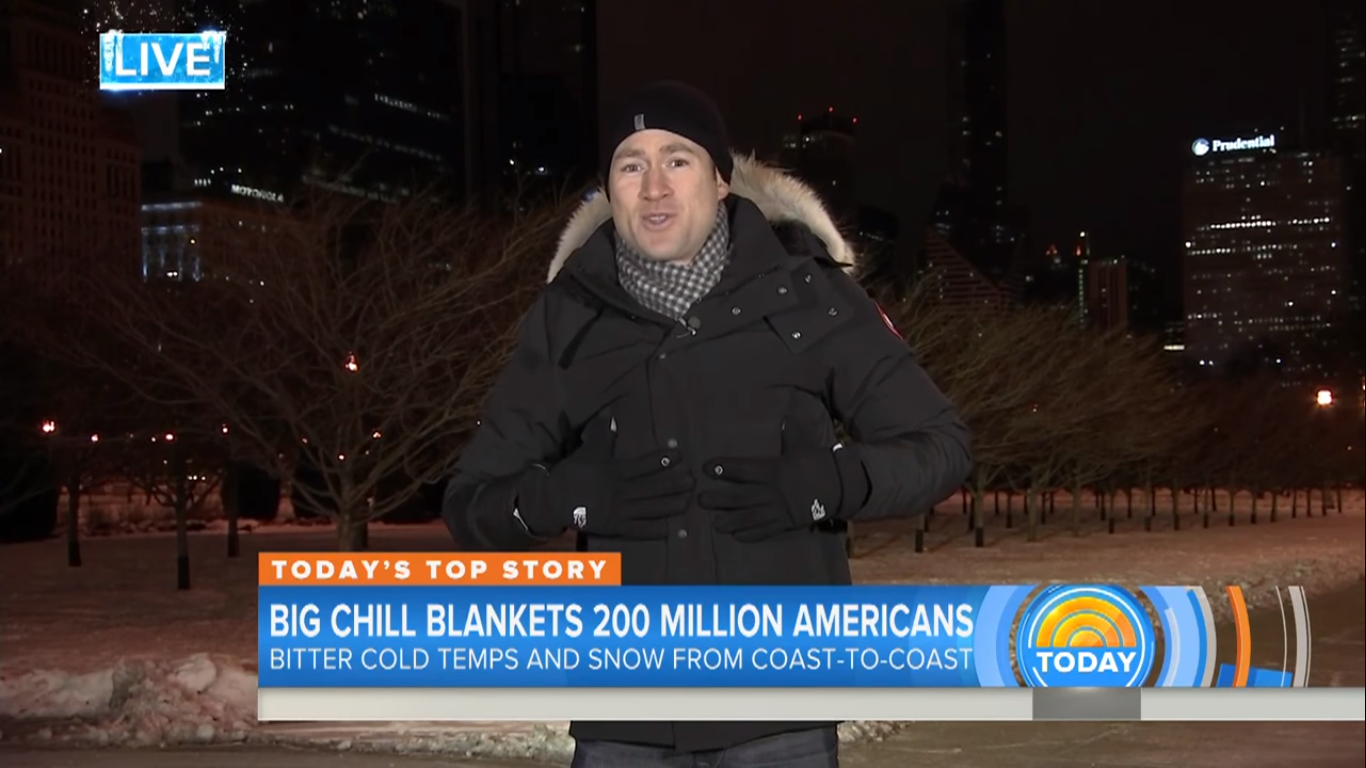 LIVE
MOTOROLA
Prudential
TODAY'S TOP STORY
BIG CHILL BLANKETS 200 MILLION AMERICANS
BITTER COLD TEMPS AND SNOW FROM COAST-TO-COAST
TODAY